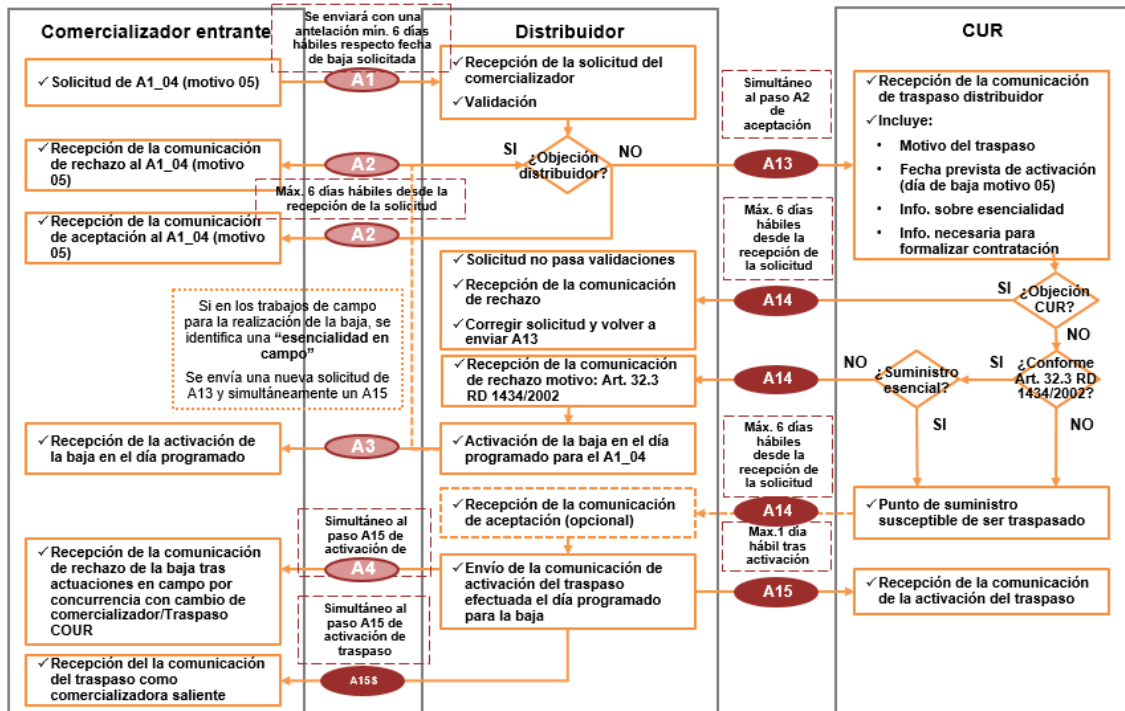 Comercializador entrante
Se enviará con una
antelación mín. 6 días
hábiles respecto fecha
de baja solicitada
Distribuidor
CUR
✓Solicitud de A1_04 (motivo 05)
A1
✓Recepción de la solicitud del
comercializador
✓Validación
Simultáneo
al paso A2
de
aceptación
✓Recepción de la comunicación
de traspaso distribuidor
✓Incluye:
• Motivo del traspaso
• Fecha prevista de activación
(día de baja motivo 05)
• Info. sobre esencialidad
• Info. necesaria para
formalizar contratación
✓Recepción de la comunicación
de rechazo al A1_04 (motivo
05)
A2
SI
¿Objeción
distribuidor?
NO
A13
Máx. 6 días hábiles desde la
recepción de la solicitud
✓Recepción de la comunicación
de aceptación al A1_04 (motivo
05)
A2
Máx. 6 días
hábiles
desde la
recepción de
la solicitud
✓Solicitud no pasa validaciones
✓Recepción de la comunicación
de rechazo
✓Corregir solicitud y volver a
enviar A13
A14
SI
¿Objeción
CUR?
NO
Si en los trabajos de campo
para la realización de la baja, se
identifica una “esencialidad en
campo”
Se envía una nueva solicitud de
A13 y simultáneamente un A15
✓Recepción de la comunicación
de rechazo motivo: Art. 32.3
RD 1434/2002
A14
NO
¿Suministro
esencial?
SI
¿Conforme
Art. 32.3 RD
1434/2002?
SI
NO
✓Recepción de la activación de
la baja en el día programado
A3
✓Activación de la baja en el día
programado para el A1_04
Máx. 6 días
hábiles
desde la
recepción de
la solicitud
✓Recepción de la comunicación
de aceptación (opcional)
A14
✓Punto de suministro
susceptible de ser traspasado
Simultáneo al
paso A15 de
activación de
Max.1 día
hábil tras
activación
✓Recepción de la comunicación
de rechazo de la baja tras
actuaciones en campo por
concurrencia con cambio de
comercializador/Traspaso
COUR
A4
✓Envío de la comunicación de
activación del traspaso
efectuada el día programado
para la baja
A15
✓Recepción de la comunicación
de la activación del traspaso
Simultáneo al
paso A15 de
activación de
traspaso
✓Recepción del la comunicación
del traspaso como
comercializadora saliente
A15S